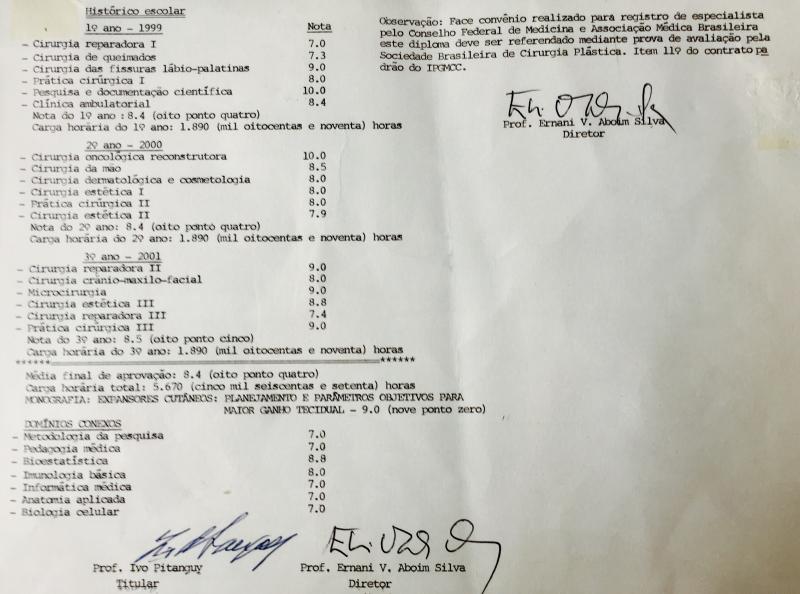 Histórico escolar
1º ano - 1999 Nota
- Cirurgia reparadora I 7.0
- Cirurgia de queimados 7.3
- Cirurgia das fissuras lábio-palatinas 9.0
- Prática cirúrgica I 8.0
- Pesquisa e documentação científica 10.0
- Clínica ambulatorial 8.4
Nota do 1º ano : 8.4 (oito ponto quatro)
Carga horária do 1º ano: 1.890 (mil oitocentas e noventa) horas
2º ano - 2000
- Cirurgia oncológica reconstrutora 10.0
- Cirurgia da mão 8.5
- Cirurgia dermatológica e cosmetologia 8.0
- Cirurgia estética I 8.0
- Prática cirúrgica II 8.0
- Cirurgia estética II 7.9
Nota do 2º ano: 8.4 (oito ponto quatro)
Carga horária do 2º ano: 1.890 (mil oitocentas e noventa) horas
3º ano - 2001
- Cirurgia reparadora II 9.0
- Cirurgia crânio-maxilo-facial 8.0
- Microcirurgia 9.0
- Cirurgia estética III 8.8
- Cirurgia reparadora III 7.4
- Prática cirúrgica III 9.0
Nota do 3º ano: 8.5 (oito ponto cinco)
Carga horária do 3º ano: 1.890 (mil oitocentas e noventa) horas
Média final de aprovação: 8.4 (oito ponto quatro)
Carga horária total: 5.670 (cinco mil seiscentas e setenta) horas
MONOGRAFIA: EXPANSORES CUTÂNEOS: PLANEJAMENTO E PARÂMETROS OBJETIVOS PARA
MAIOR GANHO TECIDUAL - 9.0 (nove ponto zero)
DOMÍNIOS CONEXOS
- Metodologia da pesquisa 7.0
- Pedagogia médica 7.0
- Bioestatística 8.8
- Imunologia básica 8.0
- Informática médica 7.0
- Anatomia aplicada 7.0
- Biologia celular 7.0
Prof. Ivo Pitanguy
Titular
Prof. Ernani V. Aboim Silva
Diretor
Observação: Face convênio realizado para registro de especialista
pelo Conselho Federal de Medicina e Associação Médica Brasileira
este diploma deve ser referendado mediante prova de avaliação pela
Sociedade Brasileira de Cirurgia Plástica. Item 119 do contrato pa
drão do IPGMCC.
Prof. Ernani V. Aboim Silva
Diretor